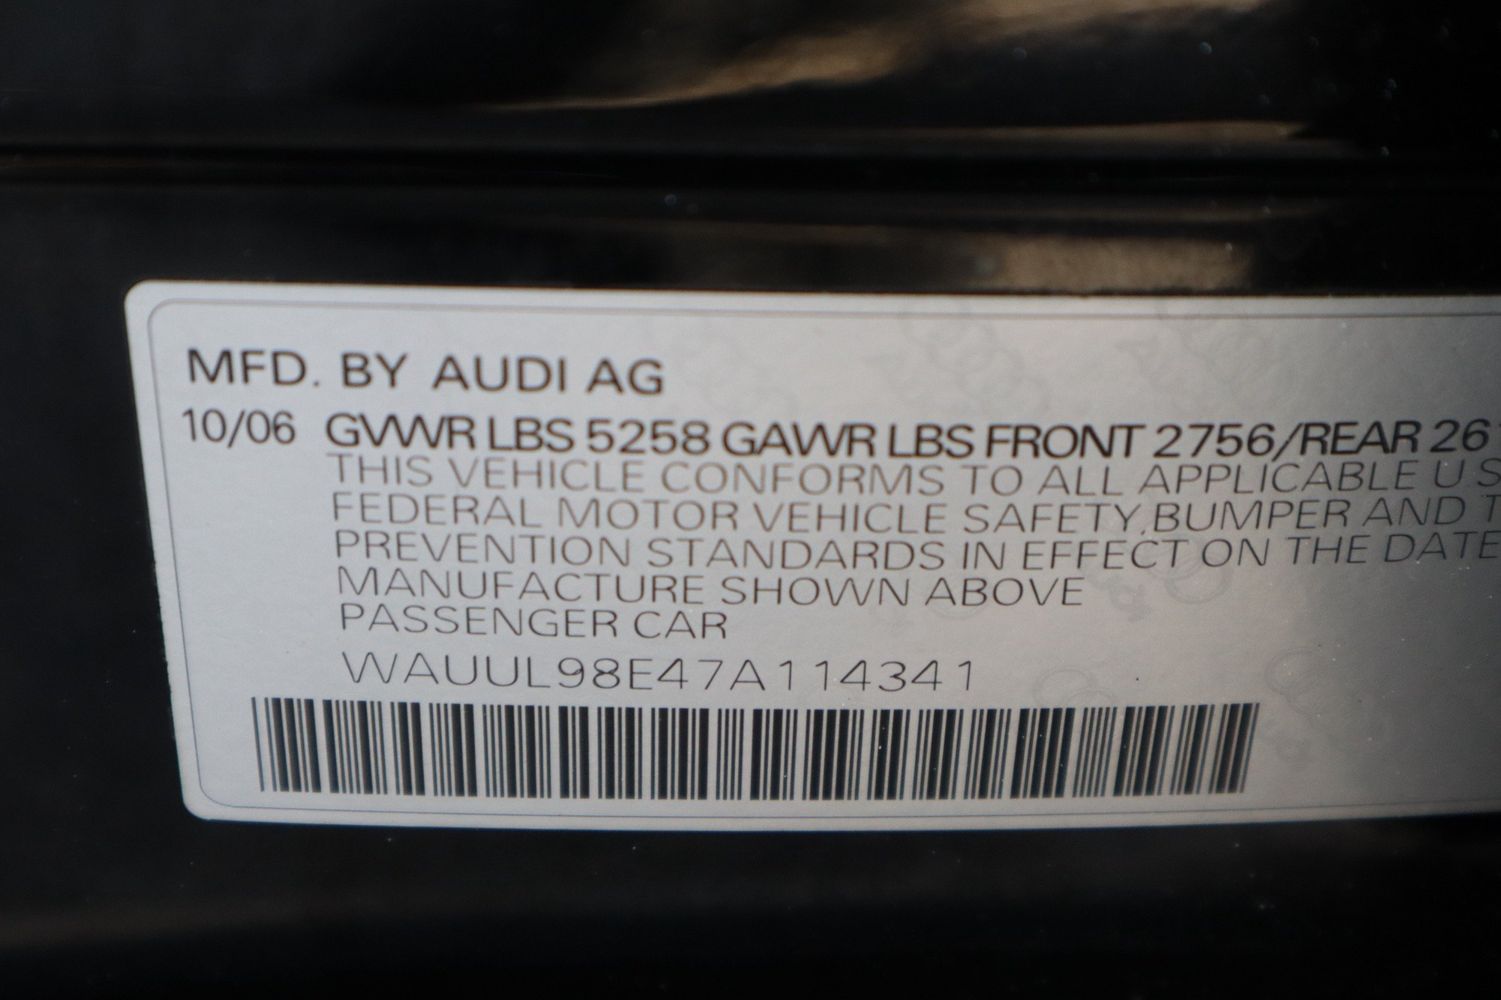 MFD. BY AUDI AG
10/06 GVWR LBS 5258 GAWR LBS FRONT 2756/REAR
THIS VEHICLE CONFORMS TO ALL APPLICABLE U S
FEDERAL MOTOR VEHICLE SAFETY, BUMPER AND
PREVENTION STANDARDS IN EFFECT ON THE DATE
MANUFACTURE SHOWN ABOVE
PASSENGER CAR
WAUUL98E47A114341